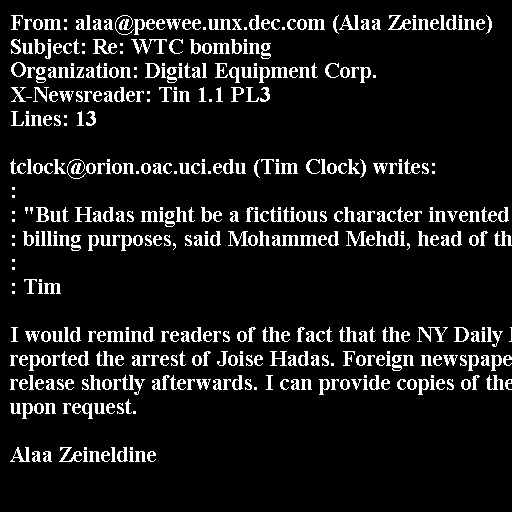 From: alaa@peewee.unx.dec.com (Alaa Zeineldine)
Subject: Re: WTC bombing
Organization: Digital Equipment Corp.
X-Newsreader: Tin 1.1 PL3
Lines: 13
tclock@orion.oac.uci.edu (Tim Clock) writes:
:
: "But Hadas might be a fictitious character invented
: billing purposes, said Mohammed Mehdi, head of th
:
: Tim
I would remind readers of the fact that the NY Daily
reported the arrest of Joise Hadas. Foreign newspape
release shortly afterwards. I can provide copies of the
upon request.
Alaa Zeineldine